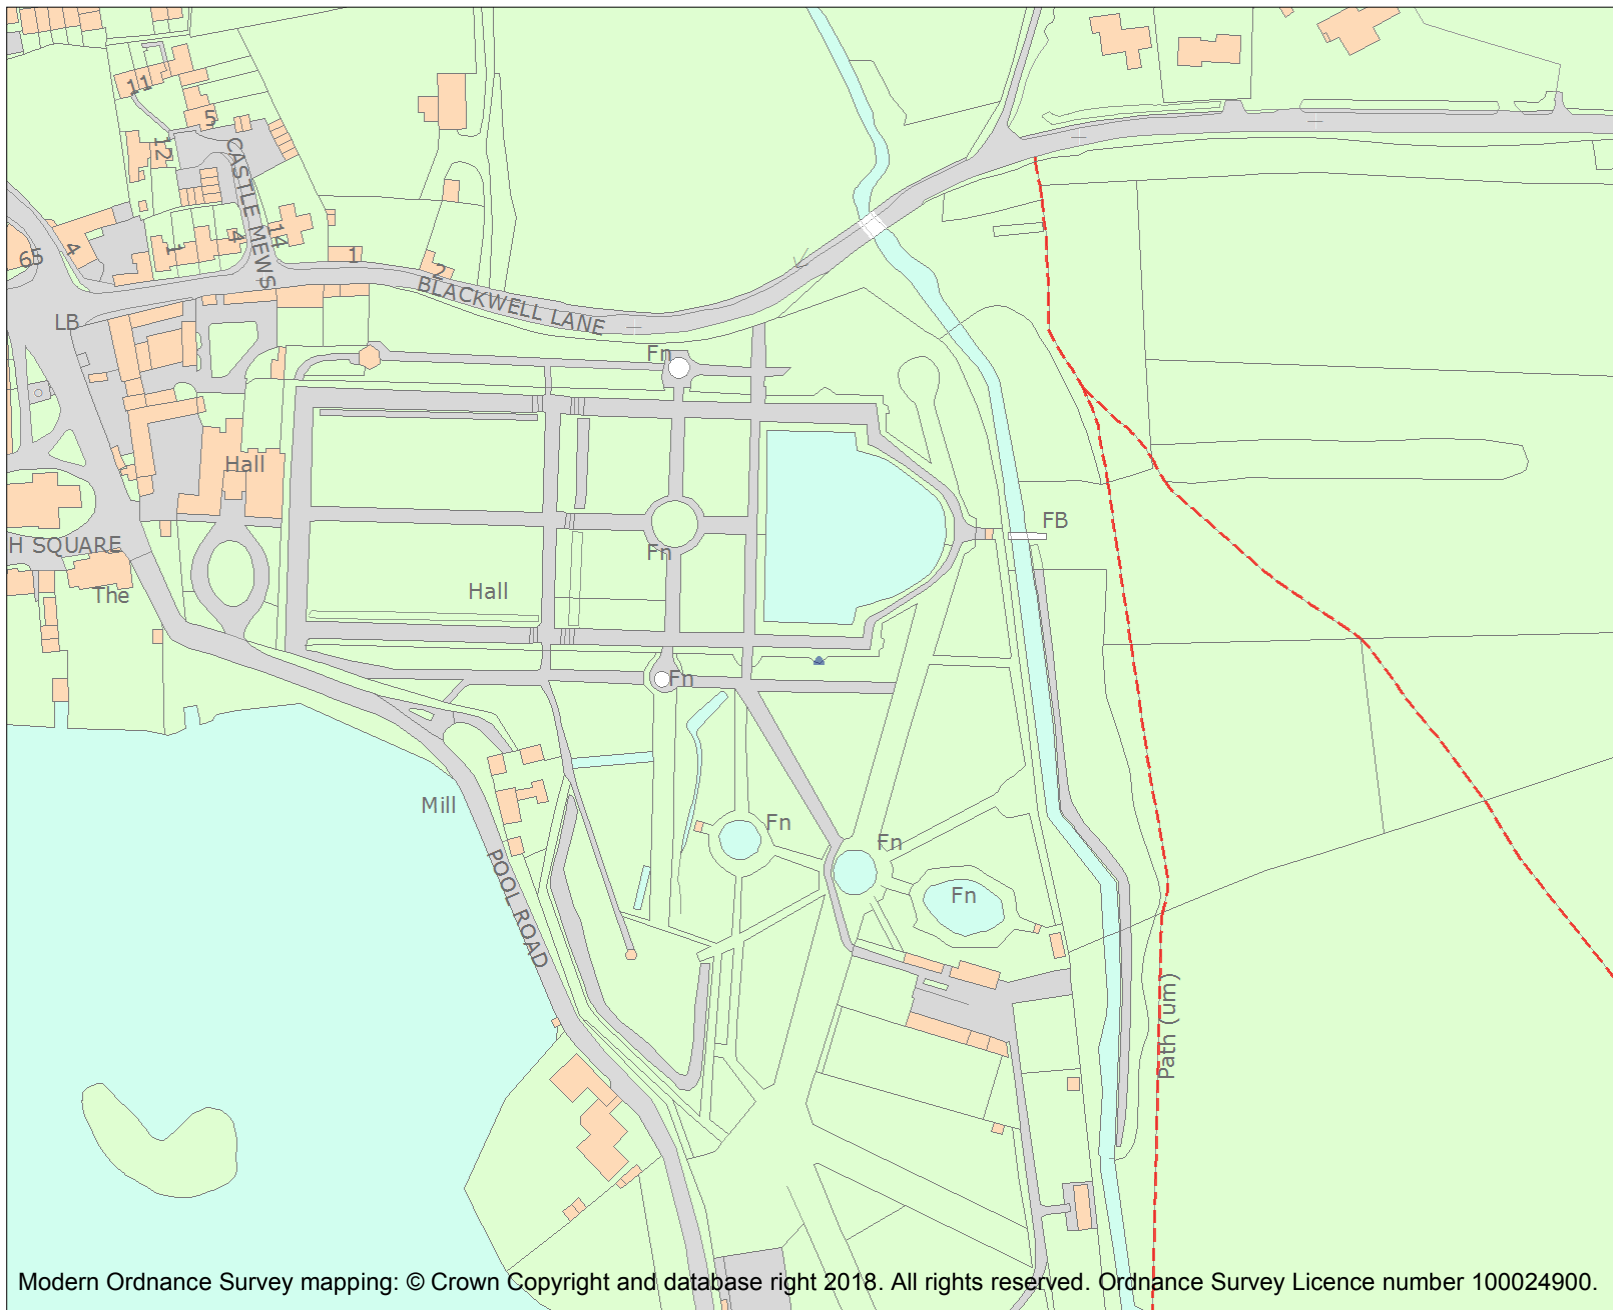 11
5
12
CASTLE MEWS
14
4
1
4
65
1
2
BLACKWELL LANE
LB
Fn
Hall
FB
H SQUARE
Fn
The
Hall
Fn
Mill
Fn
Fn
Fn
POOL ROAD
Path (um)
Modern Ordnance Survey mapping: © Crown Copyright and database right 2018. All rights reserved. Ordnance Survey Licence number 100024900.